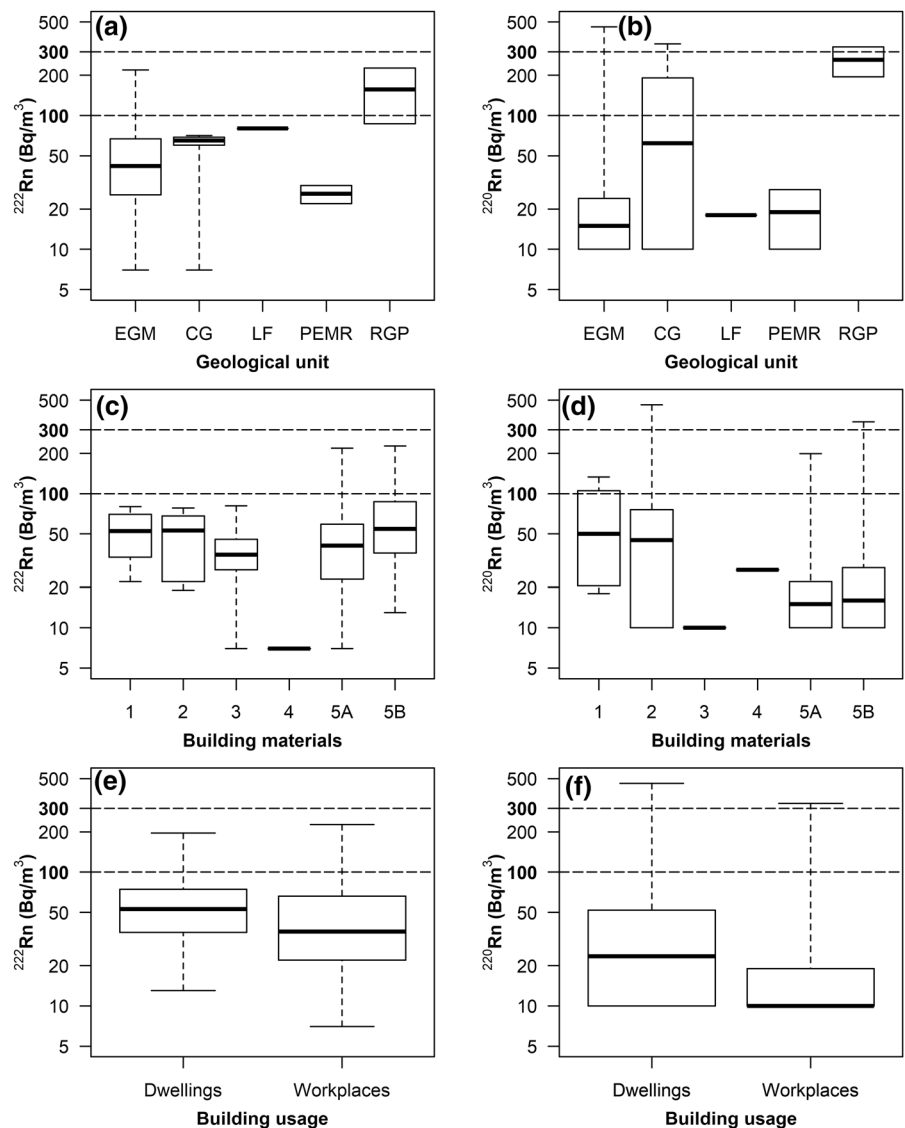 (a)
500
300
200
100
50
20
10
5
²²²Rn (Bq/m³)
EGM CG LF PEMR RGP
Geological unit
(b)
500
300
200
100
50
20
10
5
²²⁰Rn (Bq/m³)
EGM CG LF PEMR RGP
Geological unit
(c)
500
300
200
100
50
20
10
5
²²²Rn (Bq/m³)
1 2 3 4 5A 5B
Building materials
(d)
500
300
200
100
50
20
10
5
²²⁰Rn (Bq/m³)
1 2 3 4 5A 5B
Building materials
(e)
500
300
200
100
50
20
10
5
²²²Rn (Bq/m³)
Dwellings Workplaces
Building usage
(f)
500
300
200
100
50
20
10
5
²²⁰Rn (Bq/m³)
Dwellings Workplaces
Building usage